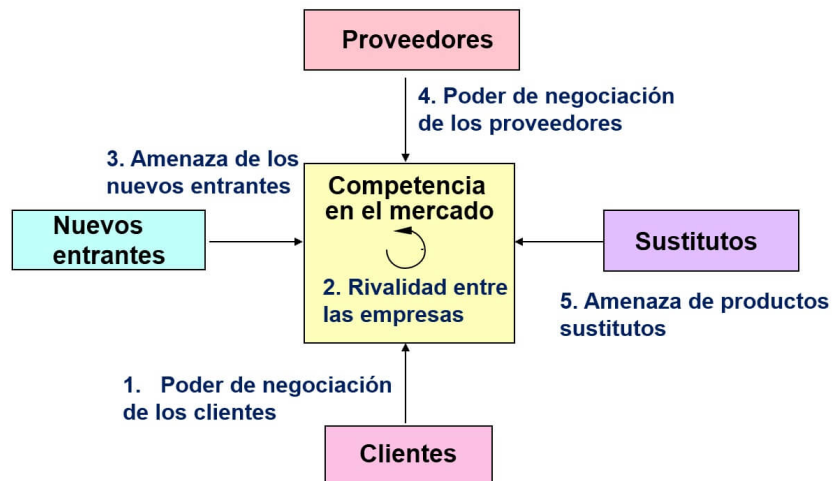 Proveedores
4. Poder de negociación
de los proveedores
3. Amenaza de los
nuevos entrantes
Competencia
en el mercado
Nuevos
entrantes
Sustitutos
2. Rivalidad entre
las empresas
5. Amenaza de productos
sustitutos
1. Poder de negociación
de los clientes
Clientes